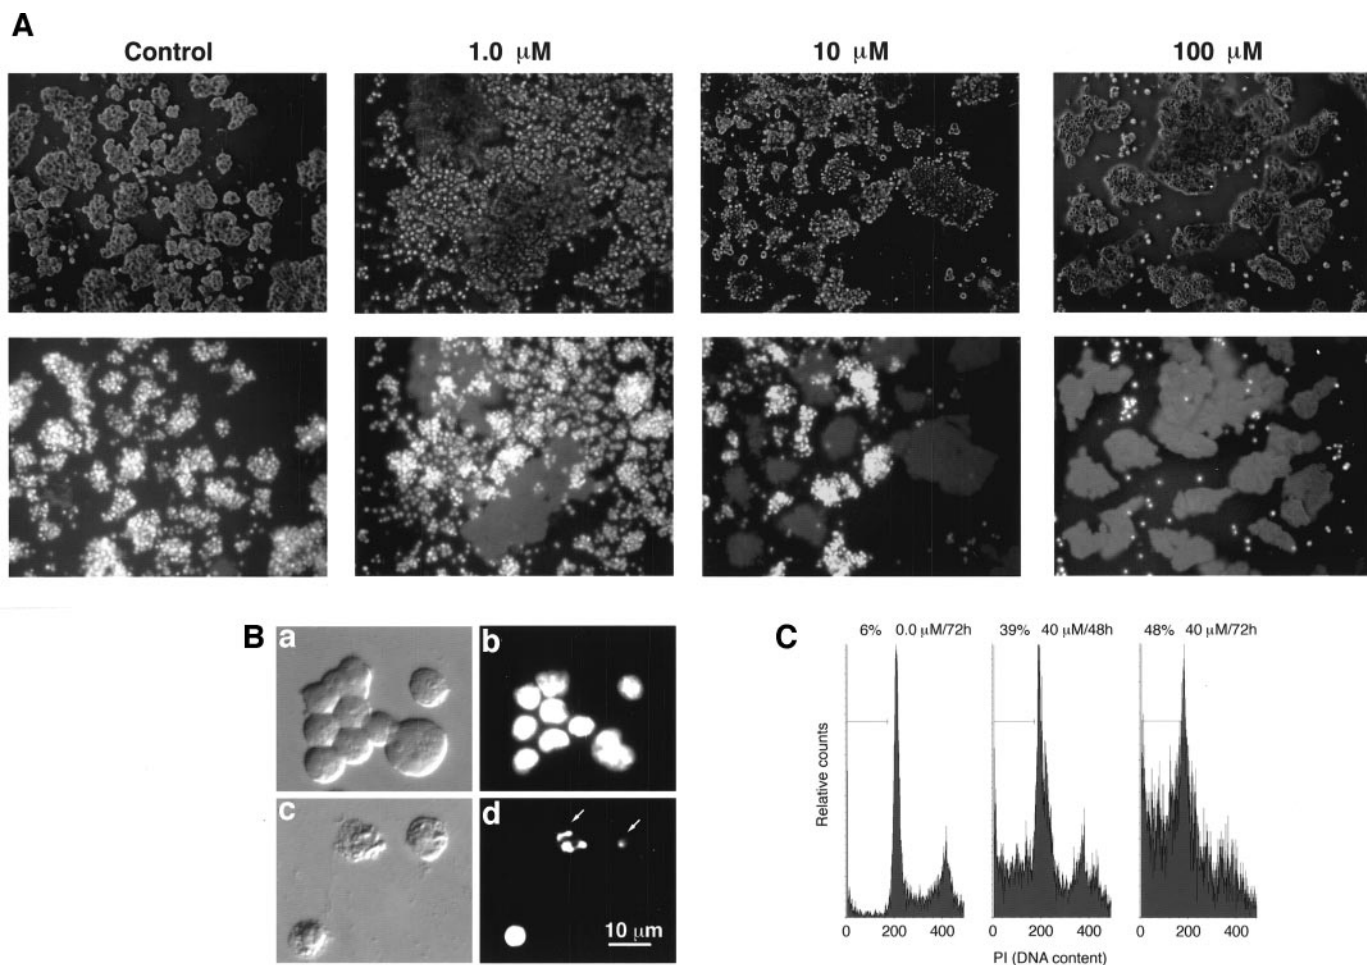 A
Control
1.0 μM
10 μM
100 μM
B
a
b
c
d
10 μm
C
6% 0.0 μM/72h
39% 40 μM/48h
48% 40 μM/72h
Relative counts
0 200 400
0 200 400
0 200 400
PI (DNA content)